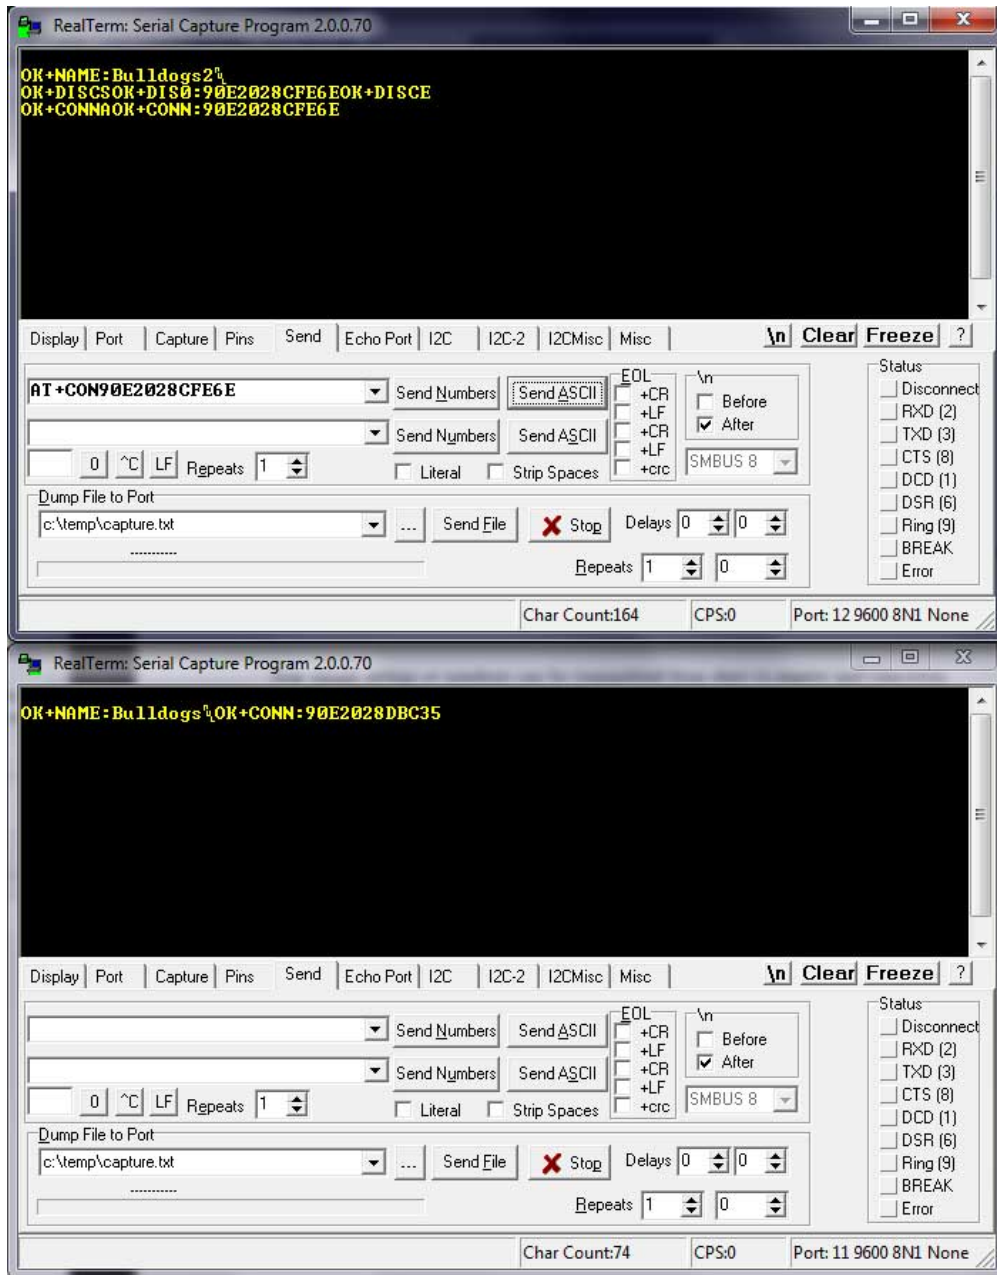 RealTerm: Serial Capture Program 2.0.0.70
OK+NAME:Bulldogs2
OK+DISCSOK+DIS0:90E2028CFE6EOK+DISCE
OK+CONNAOK+CONN:90E2028CFE6E
Display Port Capture Pins Send Echo Port I2C I2C-2 I2CMisc Misc \n Clear Freeze ?
AT+CON90E2028CFE6E Send Numbers Send ASCII
Send Numbers Send ASCII
0 ^C LF Repeats 1 Literal Strip Spaces
EOL
+CR
+LF
+CR
+LF
+crc
\n
Before
After
SMBUS 8
Dump File to Port
c:\temp\capture.txt ... Send File Stop Delays 0 0
Repeats 1 0
Status
Disconnect
RXD (2)
TXD (3)
CTS (8)
DCD (1)
DSR (6)
Ring (9)
BREAK
Error
Char Count:164 CPS:0 Port: 12 9600 8N1 None
RealTerm: Serial Capture Program 2.0.0.70
OK+NAME:Bulldogs OK+CONN:90E2028DBC35
Display Port Capture Pins Send Echo Port I2C I2C-2 I2CMisc Misc \n Clear Freeze ?
Send Numbers Send ASCII
Send Numbers Send ASCII
0 ^C LF Repeats 1 Literal Strip Spaces
EOL
+CR
+LF
+CR
+LF
+crc
\n
Before
After
SMBUS 8
Dump File to Port
c:\temp\capture.txt ... Send File Stop Delays 0 0
Repeats 1 0
Status
Disconnect
RXD (2)
TXD (3)
CTS (8)
DCD (1)
DSR (6)
Ring (9)
BREAK
Error
Char Count:74 CPS:0 Port: 11 9600 8N1 None